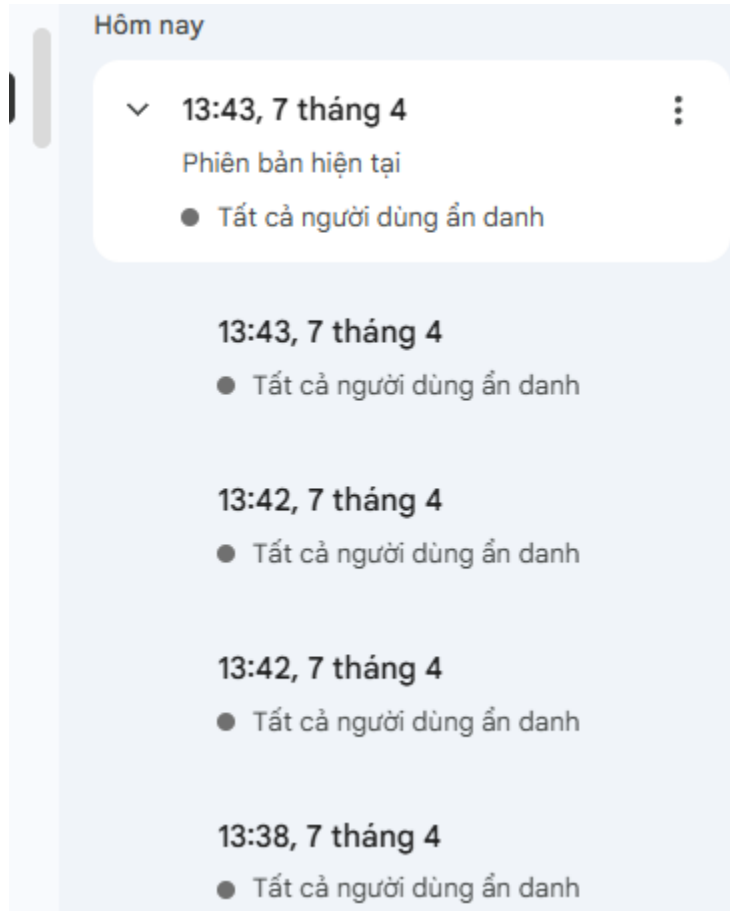 Hôm nay
13:43, 7 tháng 4
Phiên bản hiện tại
Tất cả người dùng ẩn danh
13:43, 7 tháng 4
Tất cả người dùng ẩn danh
13:42, 7 tháng 4
Tất cả người dùng ẩn danh
13:42, 7 tháng 4
Tất cả người dùng ẩn danh
13:38, 7 tháng 4
Tất cả người dùng ẩn danh